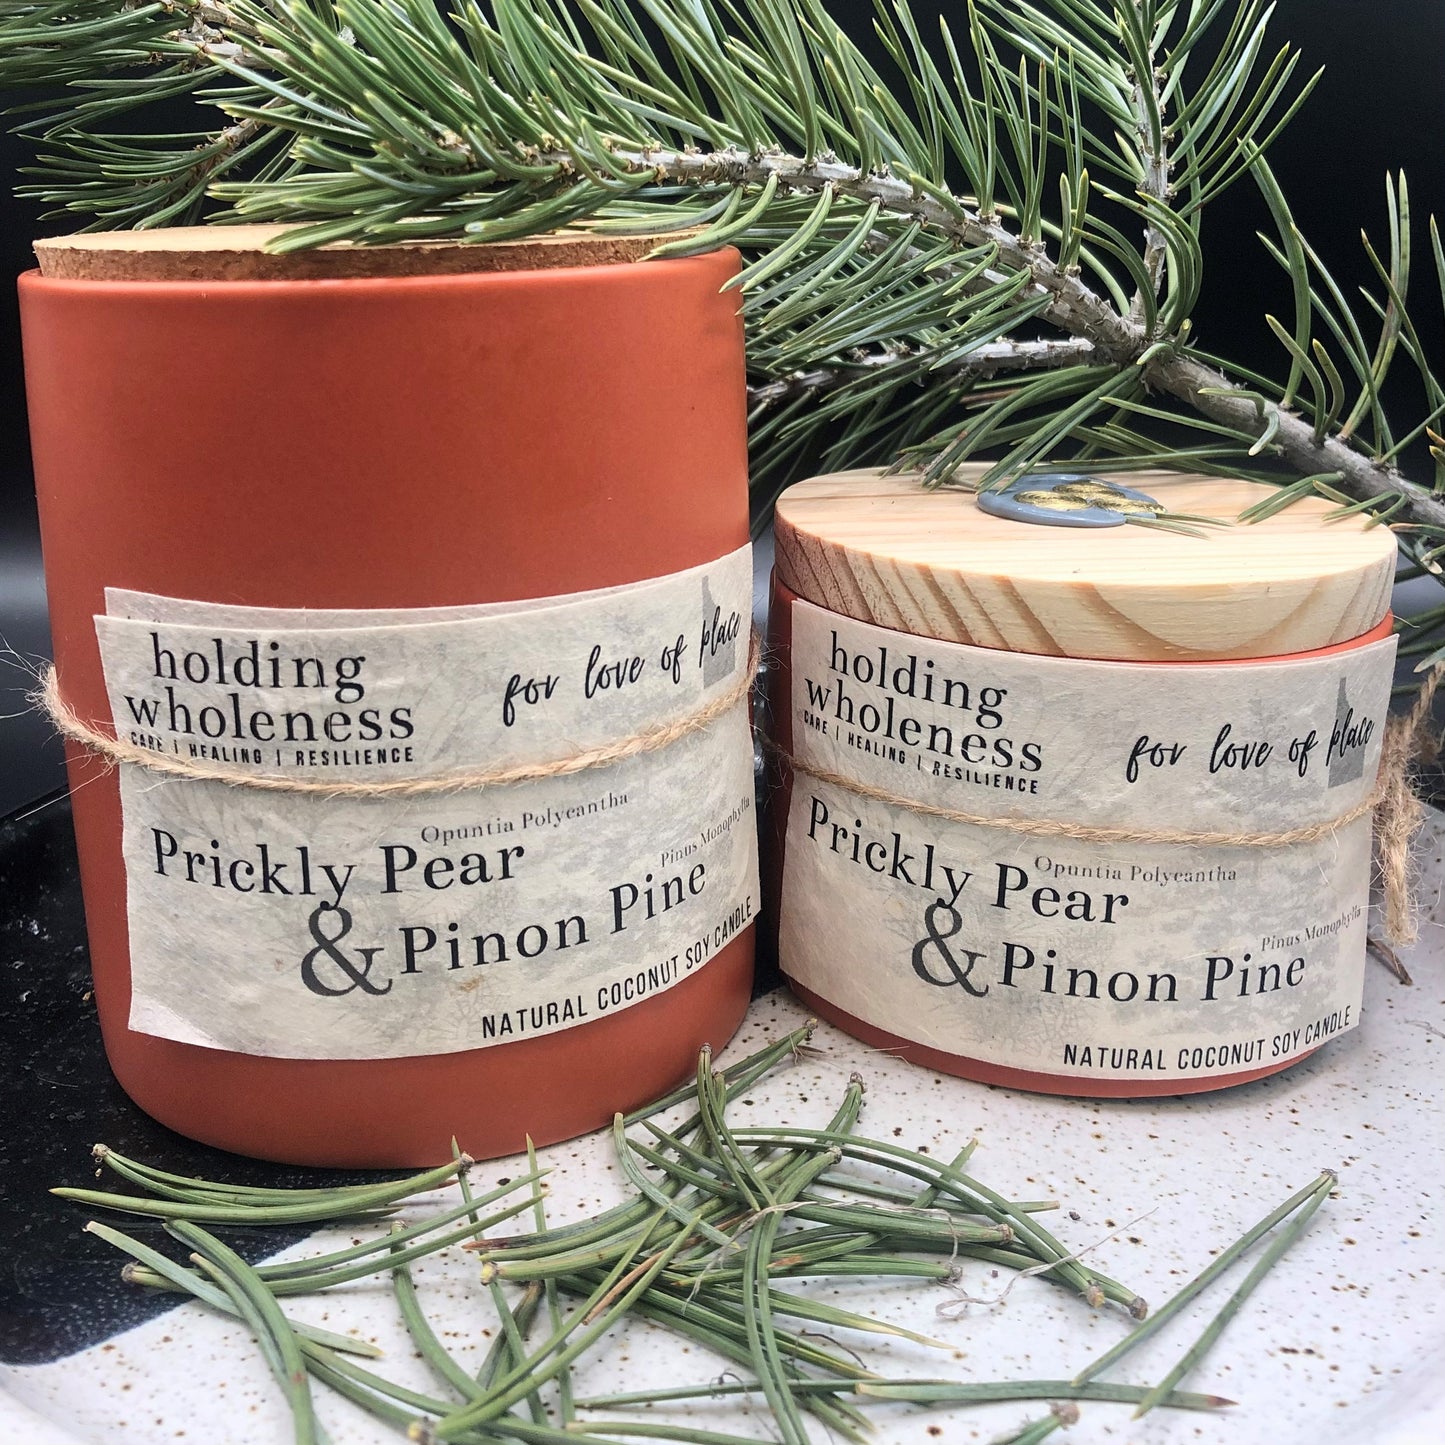 holding
wholeness
CARE | HEALING | RESILIENCE
for love of place
Opuntia Polycantha
Prickly Pear
Pinus Monophylla
& Pinon Pine
NATURAL COCONUT SOY CANDLE
holding
wholeness
CARE | HEALING | RESILIENCE
for love of place
Opuntia Polycantha
Prickly Pear
Pinus Monophylla
& Pinon Pine
NATURAL COCONUT SOY CANDLE